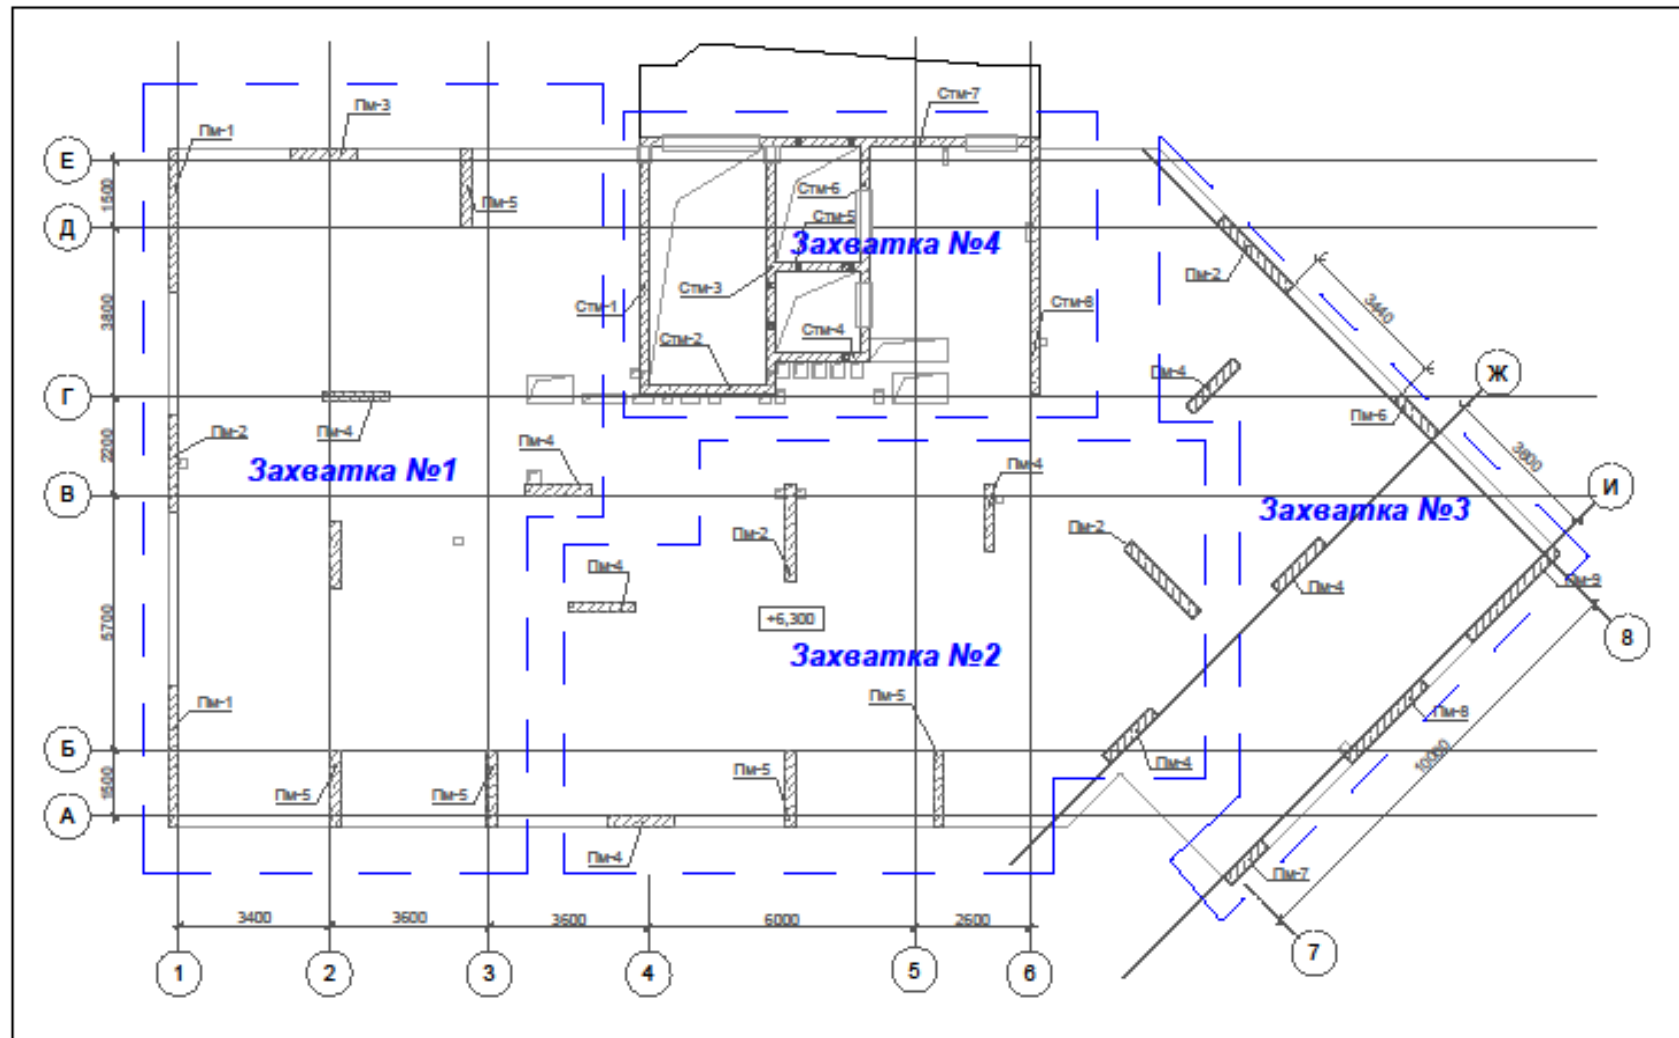 Стм-7
Пм-3
Пм-1
Е
1500
Стм-6
Пм-5
Стм-5
Д
Захватка №4
Пм-2
Стм-3
Стм-1
3800
3440
Стм-8
Стм-2
Стм-4
Пм-4
Ж
Г
Пм-6
Пм-2
Пм-4
2200
Пм-4
Пм-4
3800
Захватка №1
И
В
Захватка №3
Пм-2
Пм-2
Пм-4
Пм-4
Пм-9
5700
+6,300
8
Захватка №2
Пм-1
Пм-5
Пм-8
Б
10000
Пм-4
Пм-5
1500
Пм-5
Пм-5
А
Пм-4
Пм-7
3400
3600
3600
6000
2600
7
1
2
3
4
5
6